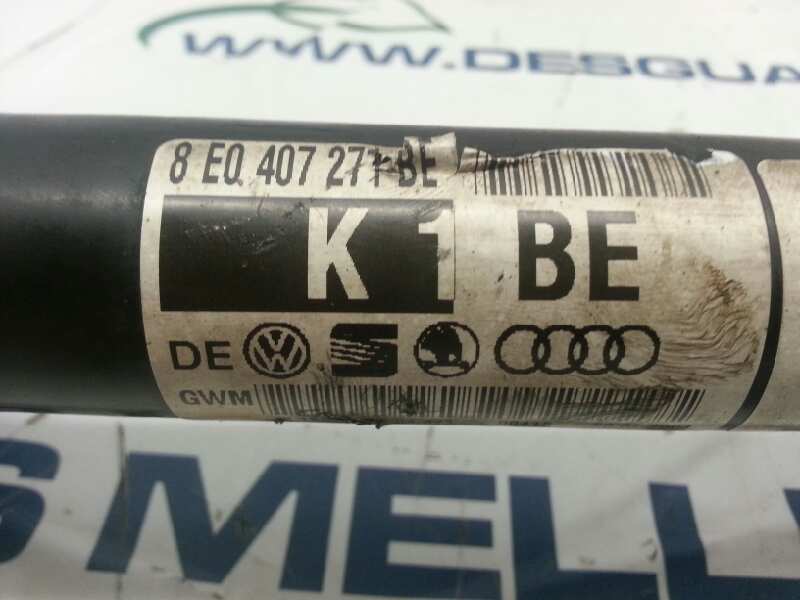 WWW.DESGUA
8 E0 407 271 BE
K 1 BE
DE
GWM
S MELL